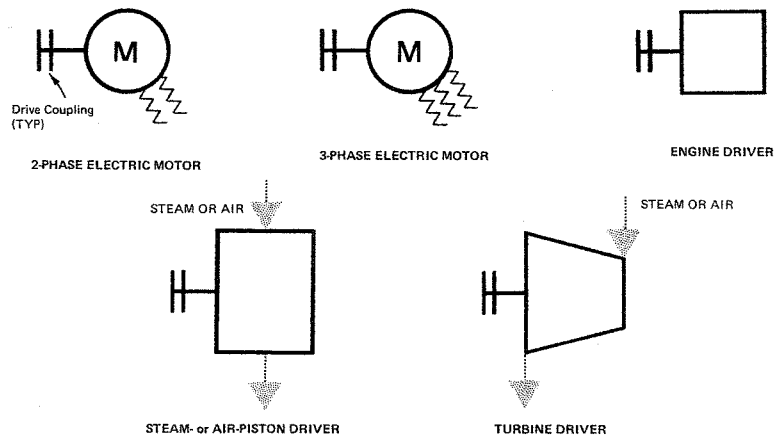 M
M
Drive Coupling
(TYP)
2-PHASE ELECTRIC MOTOR
3-PHASE ELECTRIC MOTOR
ENGINE DRIVER
STEAM OR AIR
STEAM OR AIR
STEAM- or AIR-PISTON DRIVER
TURBINE DRIVER